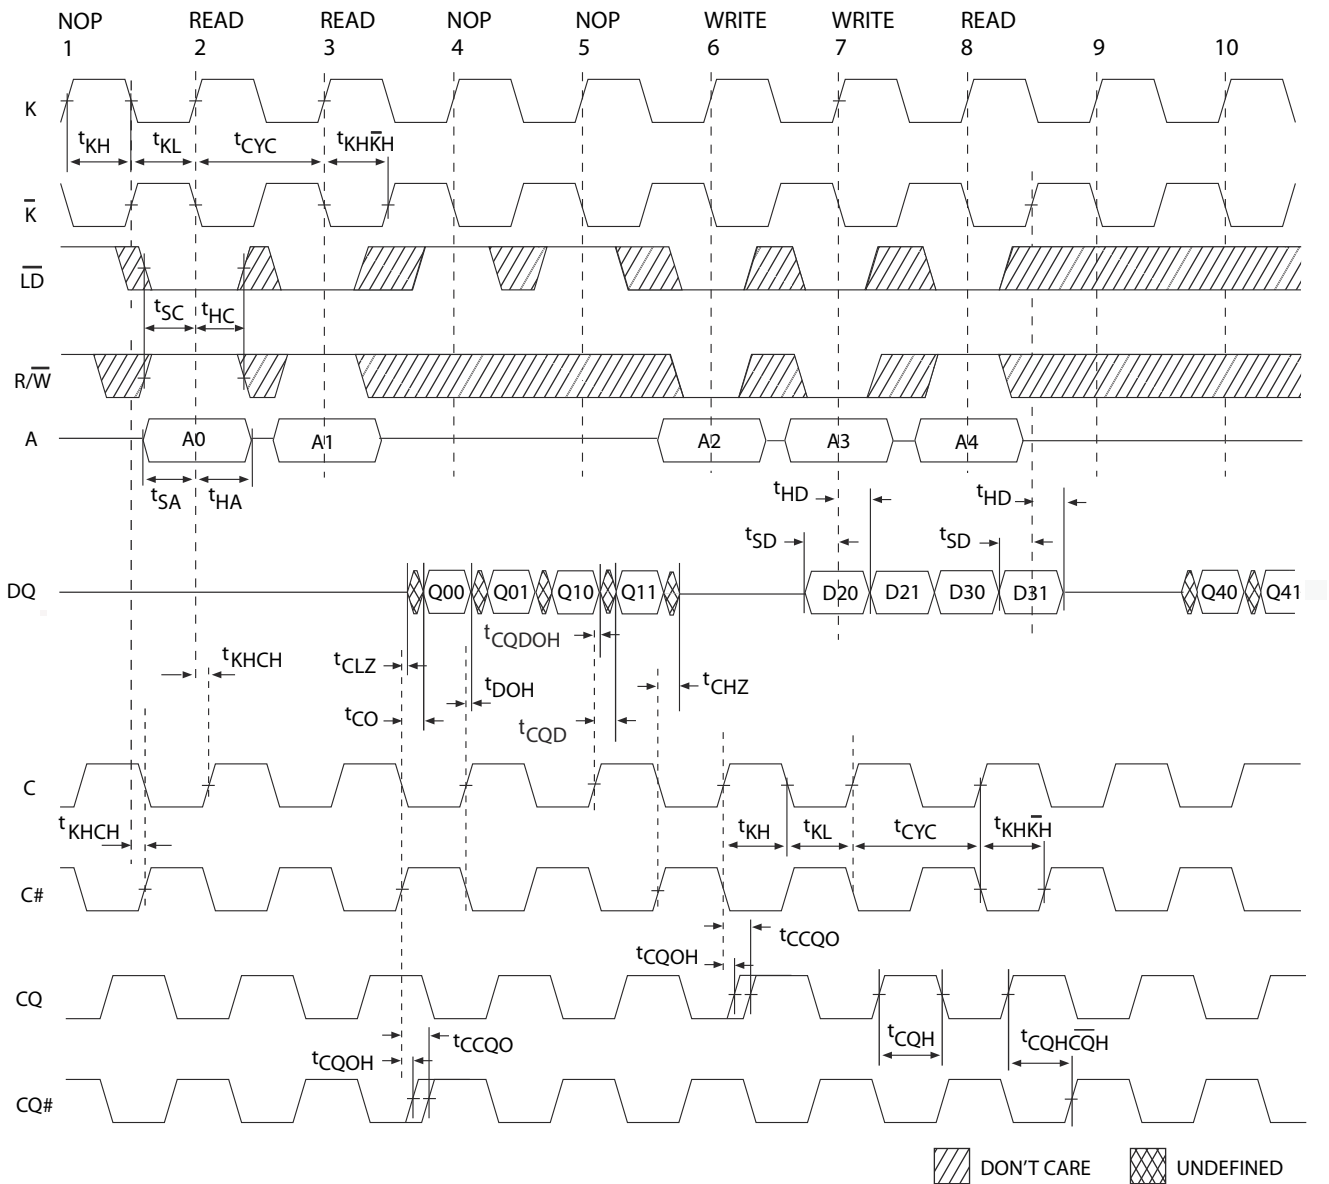 NOP READ READ NOP NOP WRITE WRITE READ
1 2 3 4 5 6 7 8 9 10
K
tKH tKL tCYC tKHK̅H
K̅
L̅D̅
tSC tHC
R/W̅
A A0 A1 A2 A3 A4
tSA tHA tHD tHD
tSD tSD
DQ Q00 Q01 Q10 Q11 D20 D21 D30 D31 Q40 Q41
tCQDOH
tKHCH tCLZ tDOH tCHZ
tCO tCQD
C
tKHCH tKH tKL tCYC tKHK̅H
C#
tCCQO
tCQOH
CQ
tCCQO tCQH tCQHC̅Q̅H
tCQOH
CQ#
DON'T CARE UNDEFINED